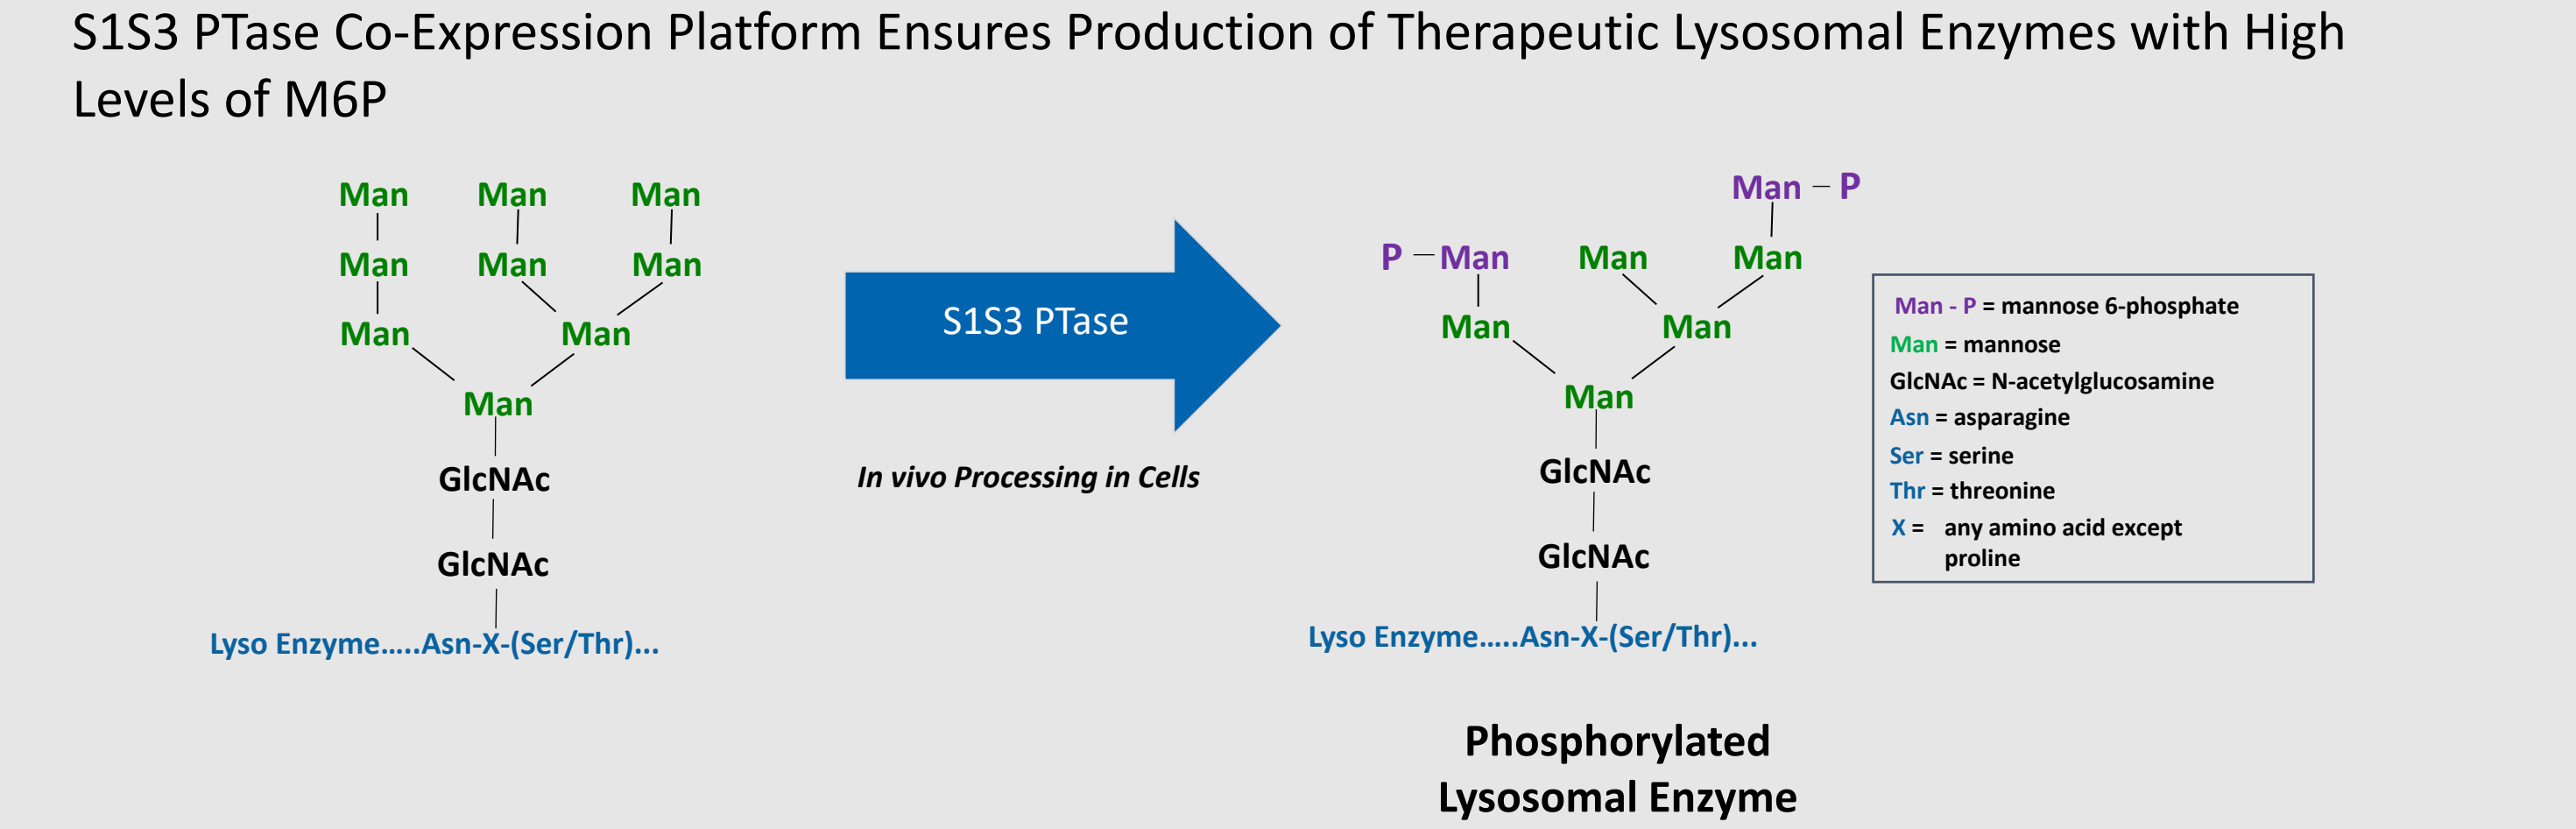 S1S3 PTase Co-Expression Platform Ensures Production of Therapeutic Lysosomal Enzymes with High
Levels of M6P
Man Man Man
Man Man Man
Man Man
Man
GlcNAc
GlcNAc
Lyso Enzyme…..Asn-X-(Ser/Thr)...
S1S3 PTase
In vivo Processing in Cells
Man – P
P – Man Man Man
Man Man
Man
GlcNAc
GlcNAc
Lyso Enzyme…..Asn-X-(Ser/Thr)...
Phosphorylated
Lysosomal Enzyme
Man - P = mannose 6-phosphate
Man = mannose
GlcNAc = N-acetylglucosamine
Asn = asparagine
Ser = serine
Thr = threonine
X = any amino acid except
proline